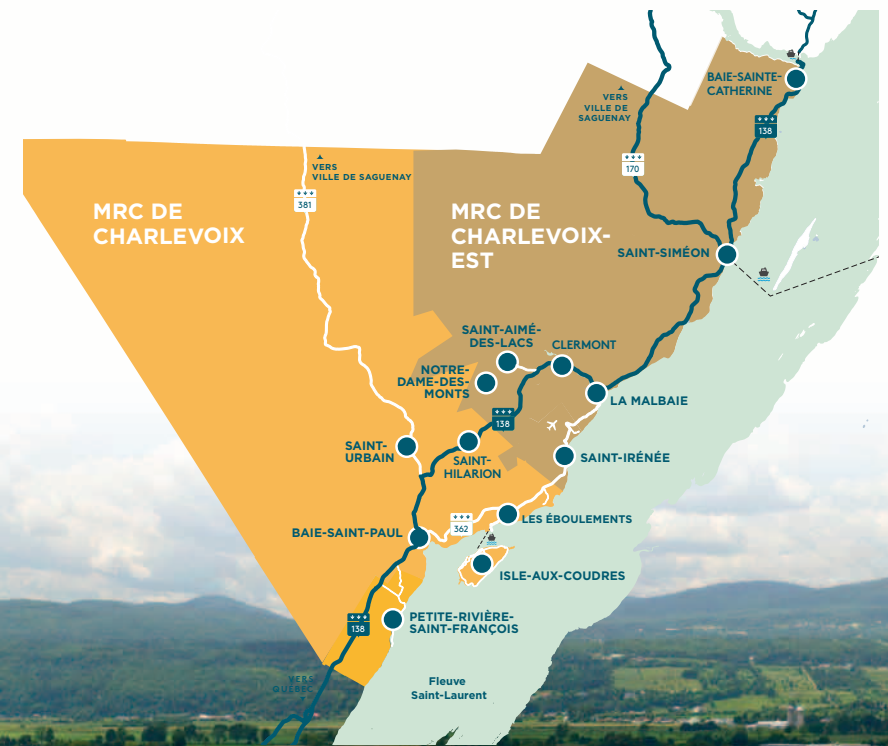 BAIE-SAINTE-
CATHERINE
VERS
VILLE DE
SAGUENAY
138
VERS
VILLE DE SAGUENAY
170
381
MRC DE
CHARLEVOIX
MRC DE
CHARLEVOIX-
EST
SAINT-SIMÉON
SAINT-AIMÉ-
DES-LACS
CLERMONT
NOTRE-
DAME-DES-
MONTS
LA MALBAIE
138
SAINT-
URBAIN
SAINT-
HILARION
SAINT-IRÉNÉE
LES ÉBOULEMENTS
362
BAIE-SAINT-PAUL
ISLE-AUX-COUDRES
PETITE-RIVIÈRE-
SAINT-FRANÇOIS
138
VERS
QUÉBEC
Fleuve
Saint-Laurent